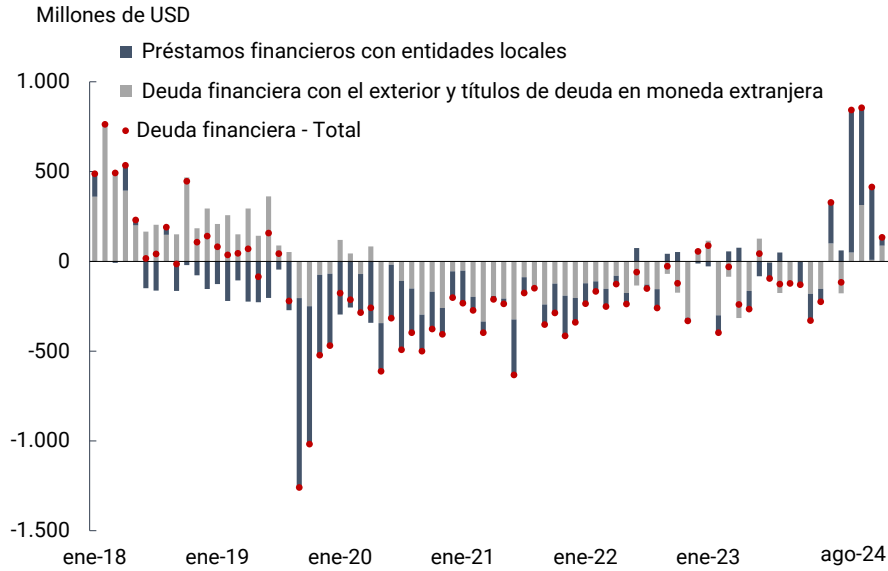 Millones de USD
Préstamos financieros con entidades locales
Deuda financiera con el exterior y títulos de deuda en moneda extranjera
Deuda financiera - Total
1.000
500
0
-500
-1.000
-1.500
ene-18 ene-19 ene-20 ene-21 ene-22 ene-23 ago-24